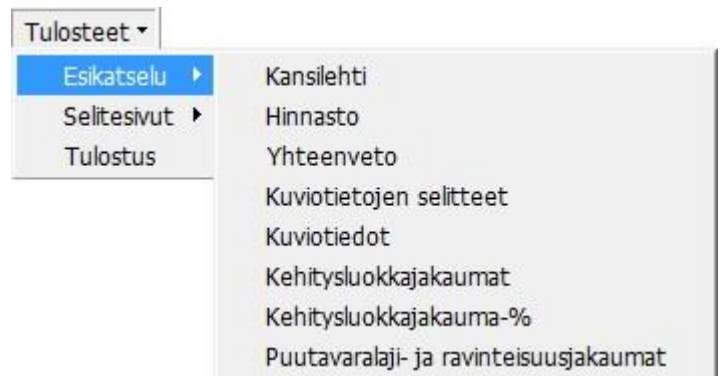 Tulosteet
Esikatselu
Selitesivut
Tulostus
Kansilehti
Hinnasto
Yhteenveto
Kuviotietojen selitteet
Kuviotiedot
Kehitysluokkajakaumat
Kehitysluokkajakauma-%
Puutavaralaji- ja ravinteisuusjakaumat